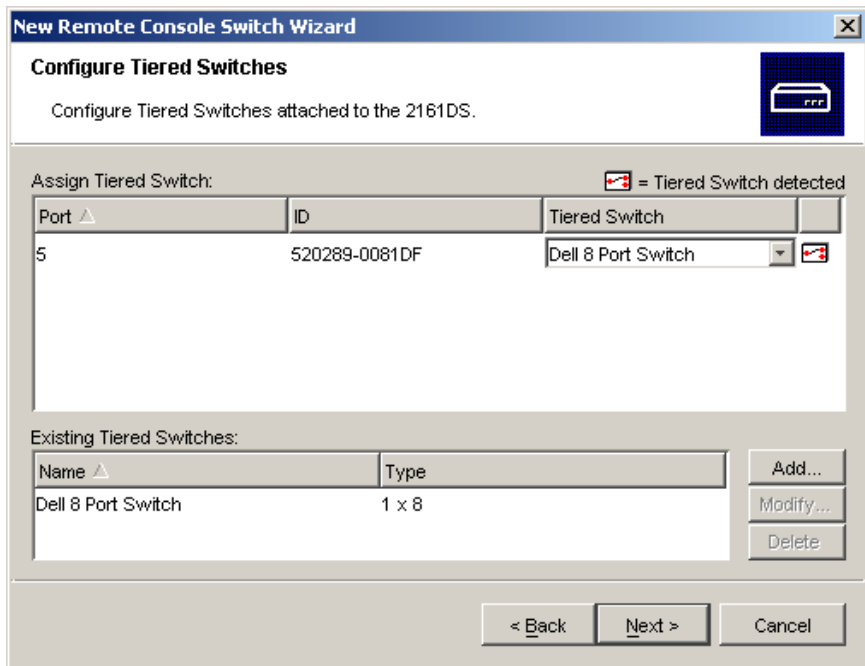 New Remote Console Switch Wizard
Configure Tiered Switches
Configure Tiered Switches attached to the 2161DS.
Assign Tiered Switch:
= Tiered Switch detected
Port ID Tiered Switch
5 520289-0081DF Dell 8 Port Switch
Existing Tiered Switches:
Name Type
Dell 8 Port Switch 1 x 8
Add...
Modify...
Delete
< Back Next > Cancel